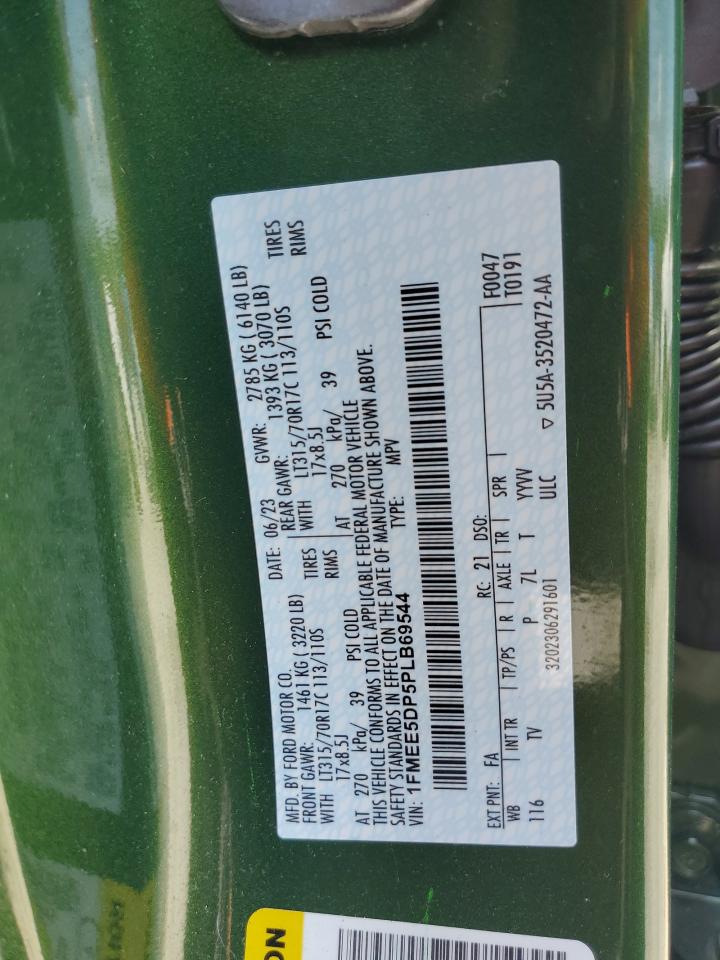 MFD. BY FORD MOTOR CO.
DATE: 06/23 GVWR: 2785 KG ( 6140 LB)
FRONT GAWR: 1461 KG ( 3220 LB) REAR GAWR: 1393 KG ( 3070 LB)
WITH LT315/70R17C 113/110S TIRES WITH LT315/70R17C 113/110S TIRES
17x8.5J RIMS 17x8.5J RIMS
AT 270 kPa/ 39 PSI COLD AT 270 kPa/ 39 PSI COLD
THIS VEHICLE CONFORMS TO ALL APPLICABLE FEDERAL MOTOR VEHICLE
SAFETY STANDARDS IN EFFECT ON THE DATE OF MANUFACTURE SHOWN ABOVE.
VIN: 1FMEE5DP5PLB69544 TYPE: MPV
F0047
T0191
EXT PNT: FA RC: 21 DSO:
WB INT TR TP/PS R AXLE TR SPR
116 TV P 7L T YYVV
3202306291601 ULC ▽ 5U5A-3520472-AA
ON